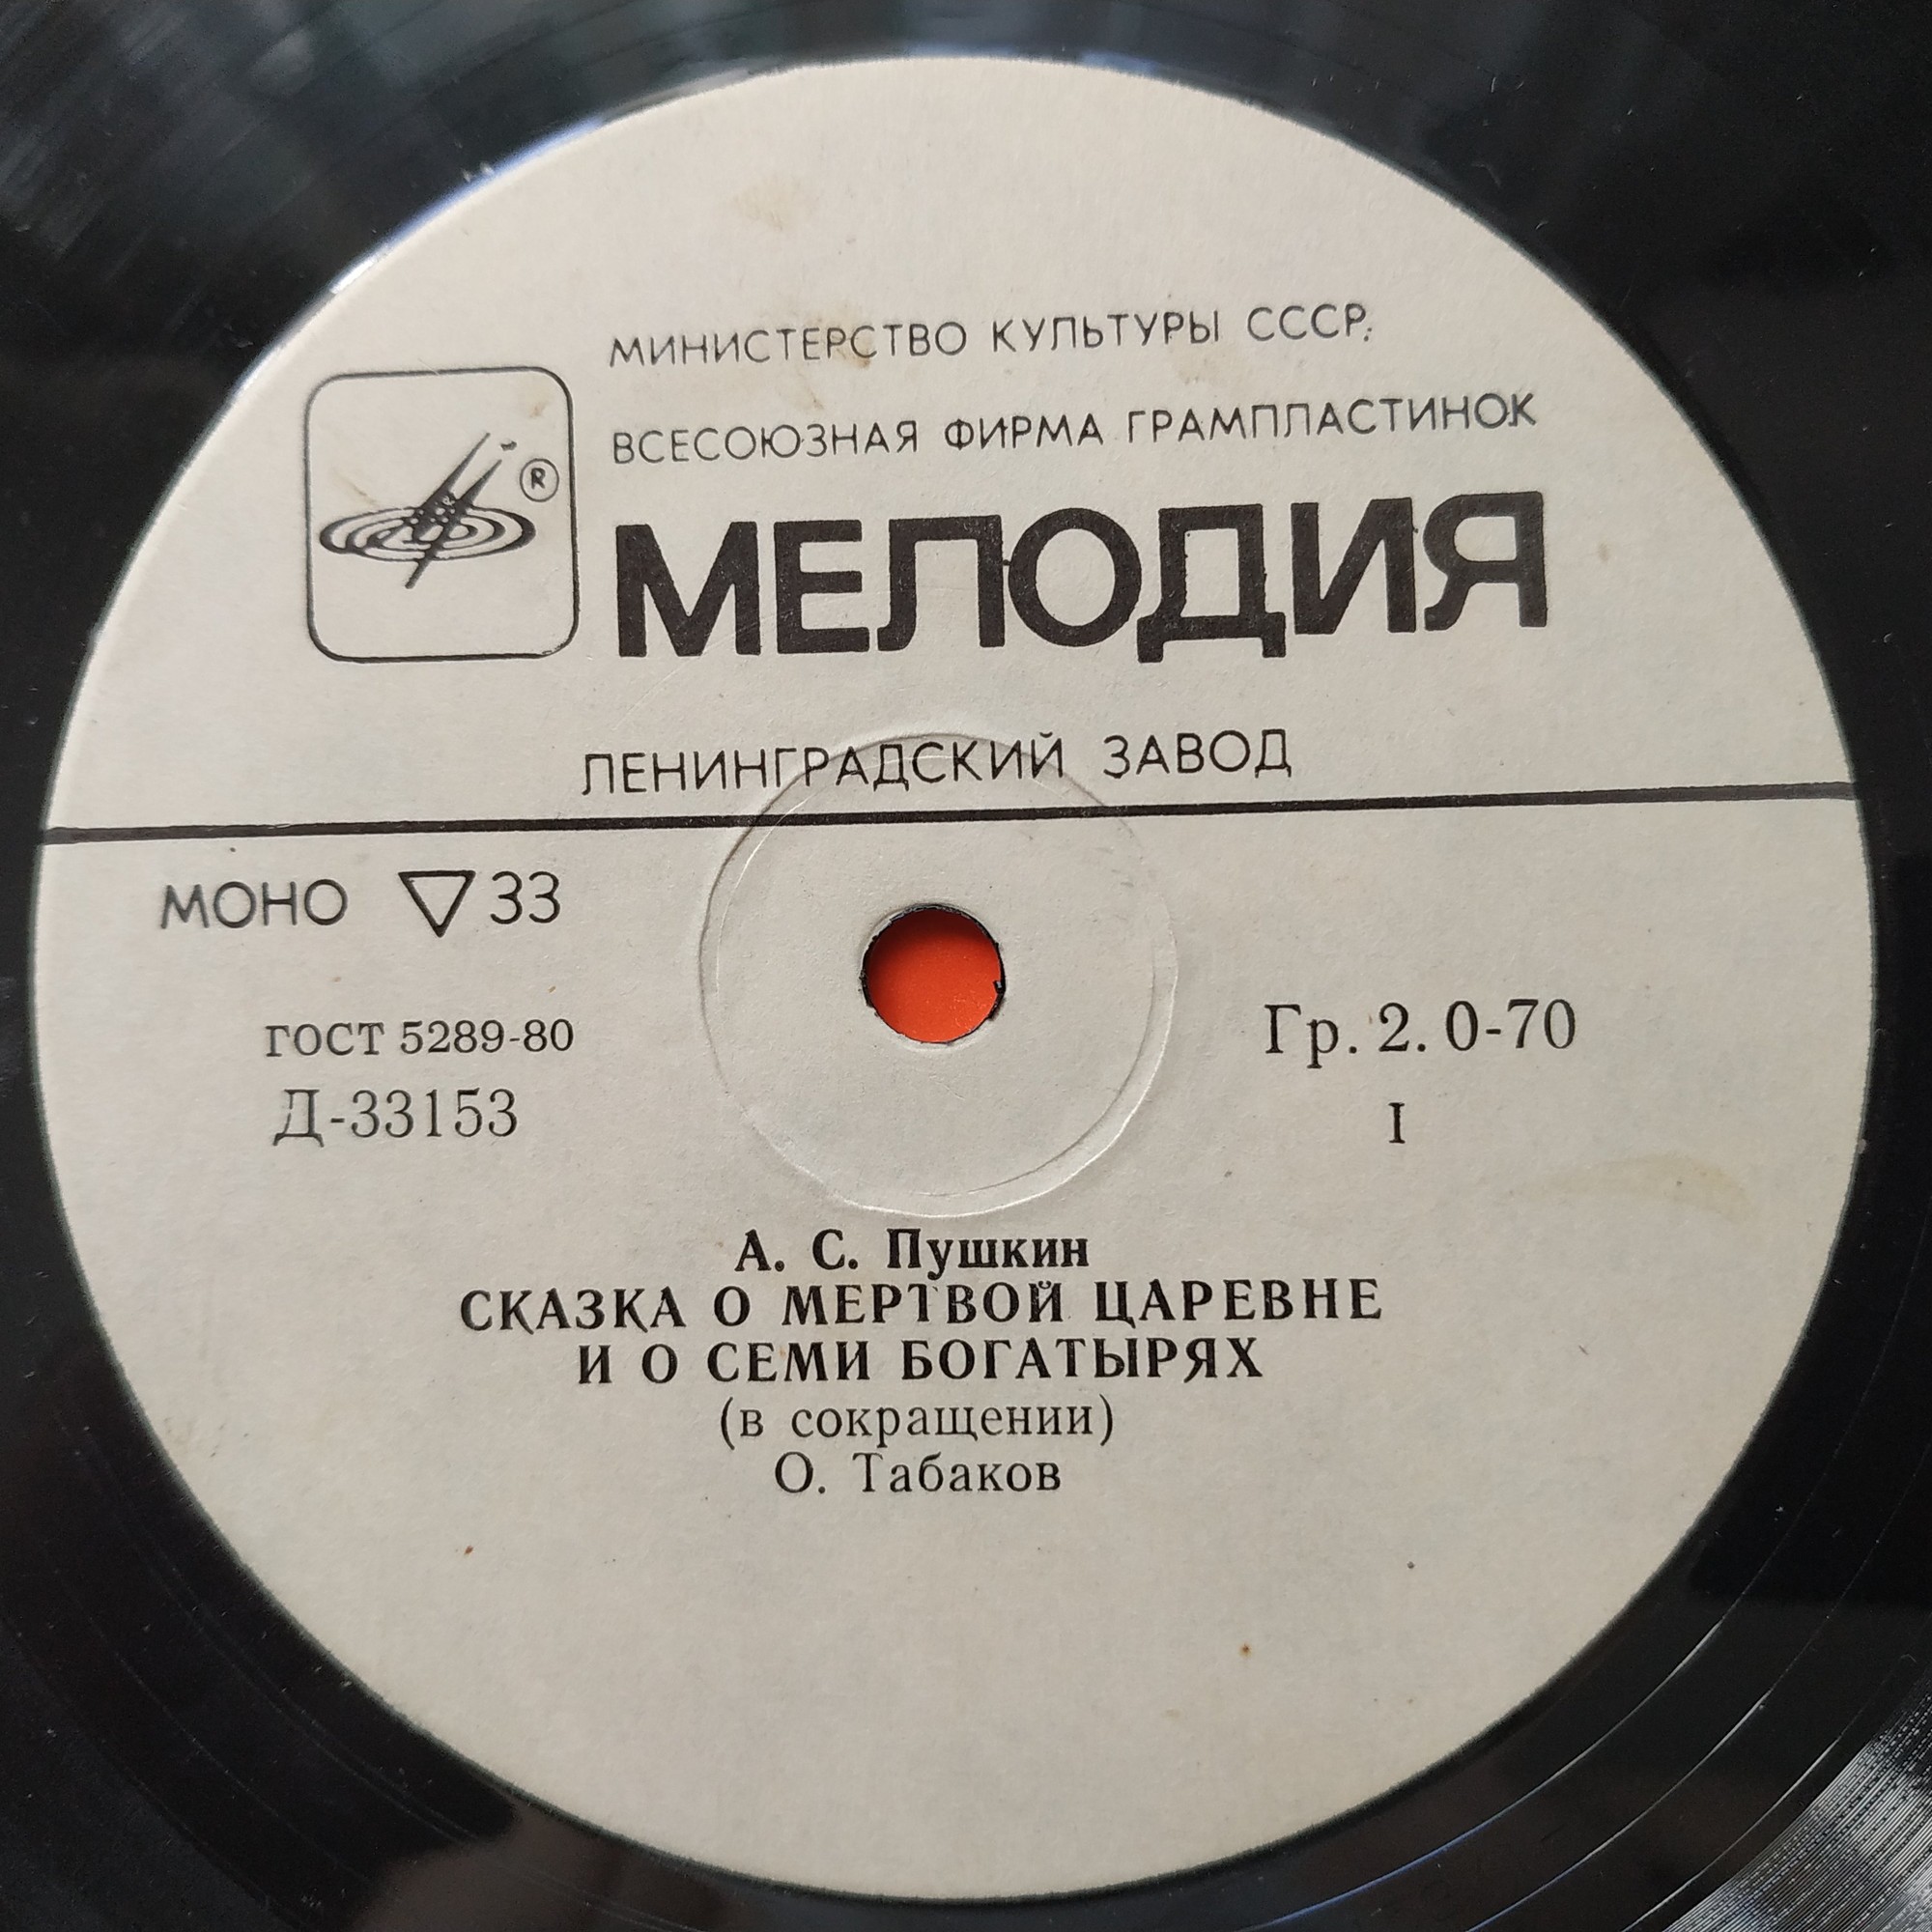 МИНИСТЕРСТВО КУЛЬТУРЫ СССР.
ВСЕСОЮЗНАЯ ФИРМА ГРАМПЛАСТИНОК
®
МЕЛОДИЯ
ЛЕНИНГРАДСКИЙ ЗАВОД
МОНО ▽ 33
ГОСТ 5289-80
Гр. 2. 0-70
Д-33153
I
А. С. Пушкин
СКАЗКА О МЕРТВОЙ ЦАРЕВНЕ
И О СЕМИ БОГАТЫРЯХ
(в сокращении)
О. Табаков